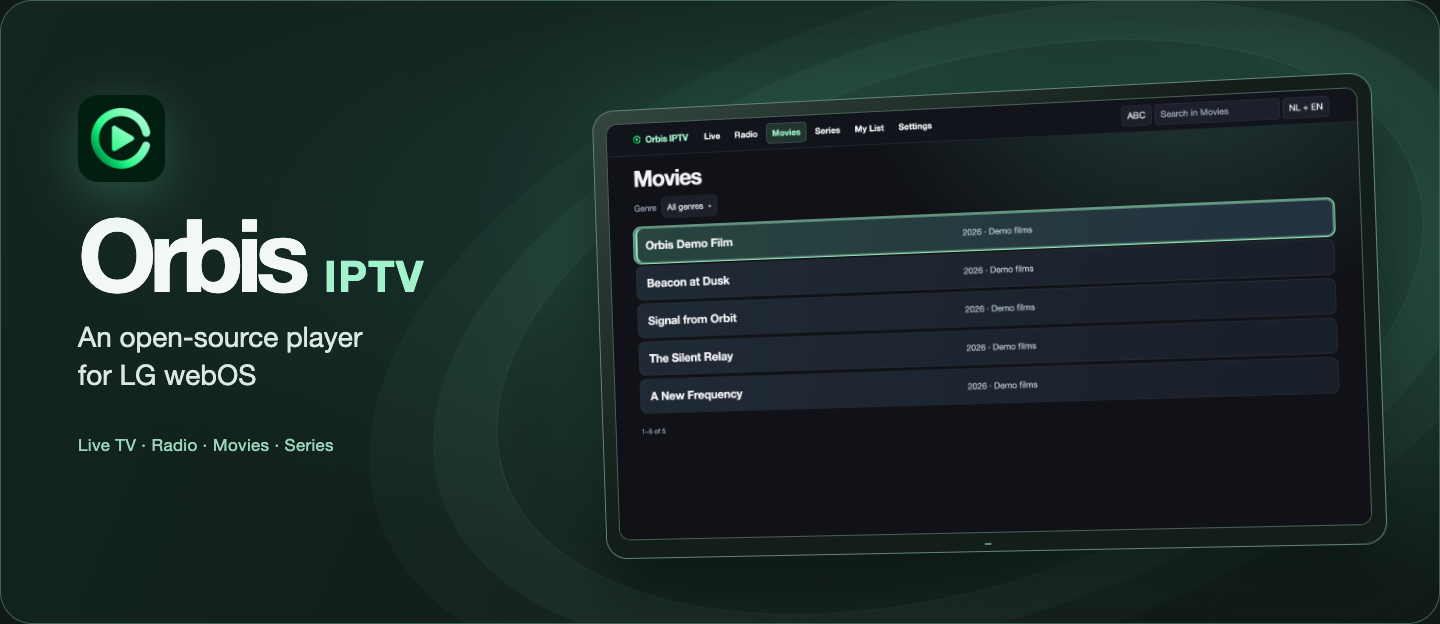 Orbis IPTV
An open-source player
for LG webOS
Live TV · Radio · Movies · Series
Orbis IPTV Live Radio Movies Series My List Settings ABC Search in Movies NL + EN
Movies
Genre All genres
Orbis Demo Film 2026 · Demo films
Beacon at Dusk 2026 · Demo films
Signal from Orbit 2026 · Demo films
The Silent Relay 2026 · Demo films
A New Frequency 2026 · Demo films
1–5 of 5